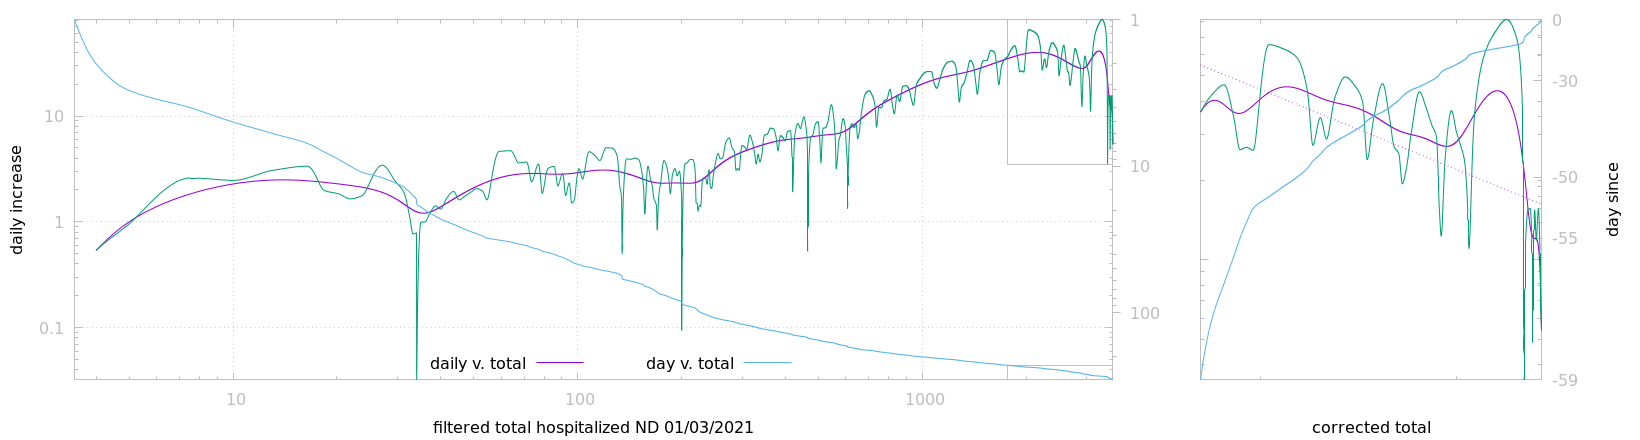 daily increase
10
1
0.1
daily v. total
day v. total
10
100
1000
filtered total hospitalized ND 01/03/2021
1
10
100
0
-30
-50
-55
-59
day since
corrected total